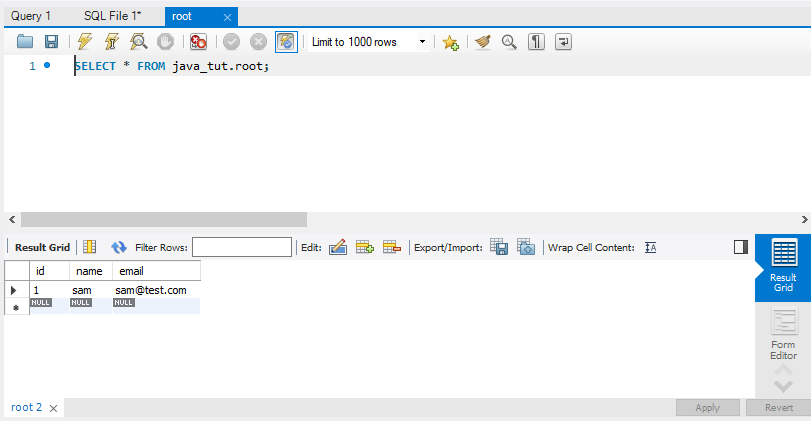 Query 1 SQL File 1* root
Limit to 1000 rows
1 SELECT * FROM java_tut.root;
Result Grid Filter Rows: Edit: Export/Import: Wrap Cell Content:
id name email
1 sam sam@test.com
NULL NULL NULL
Result
Grid
Form
Editor
root 2 Apply Revert